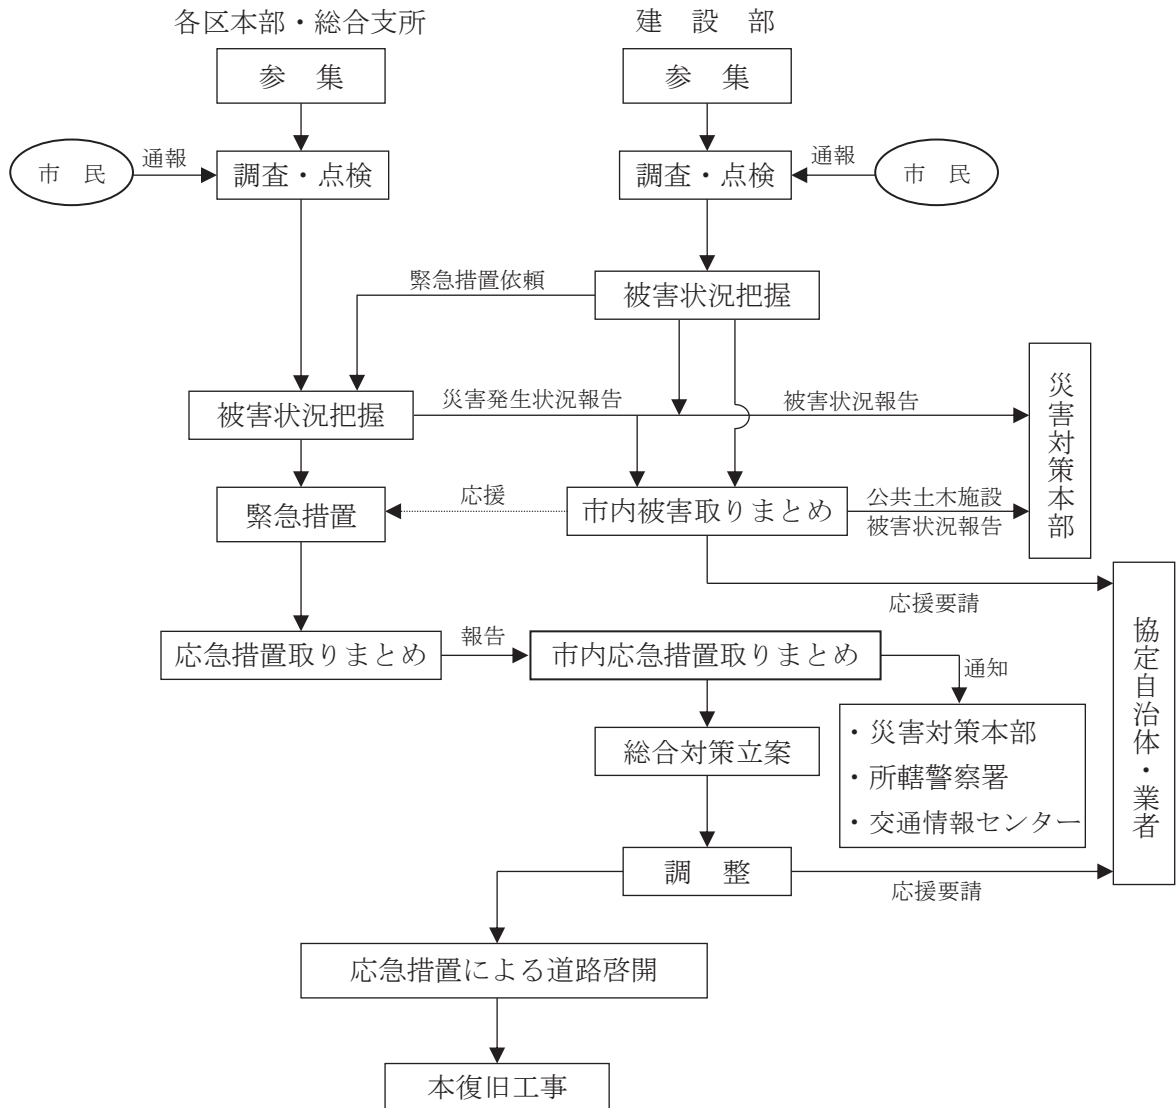 各区本部・総合支所
建　設　部
参　集
参　集
市　民
通報
調査・点検
調査・点検
通報
市　民
緊急措置依頼
被害状況把握
被害状況把握
災害発生状況報告
被害状況報告
災害対策本部
緊急措置
応援
市内被害取りまとめ
公共土木施設
被害状況報告
応援要請
協定自治体・業者
応急措置取りまとめ
報告
市内応急措置取りまとめ
通知
・災害対策本部
・所轄警察署
・交通情報センター
総合対策立案
調　整
応援要請
応急措置による道路啓開
本復旧工事